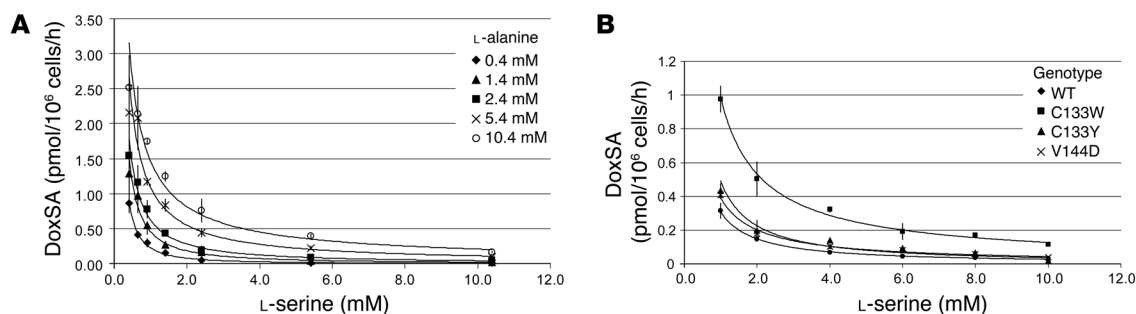 A
DoxSA (pmol/10⁶ cells/h)
3.50
3.00
2.50
2.00
1.50
1.00
0.50
0.00
0.0 2.0 4.0 6.0 8.0 10.0 12.0
L-serine (mM)
L-alanine
0.4 mM
1.4 mM
2.4 mM
5.4 mM
10.4 mM
B
DoxSA
(pmol/10⁶ cells/h)
1.2
1
0.8
0.6
0.4
0.2
0
0.0 2.0 4.0 6.0 8.0 10.0 12.0
L-serine (mM)
Genotype
WT
C133W
C133Y
V144D